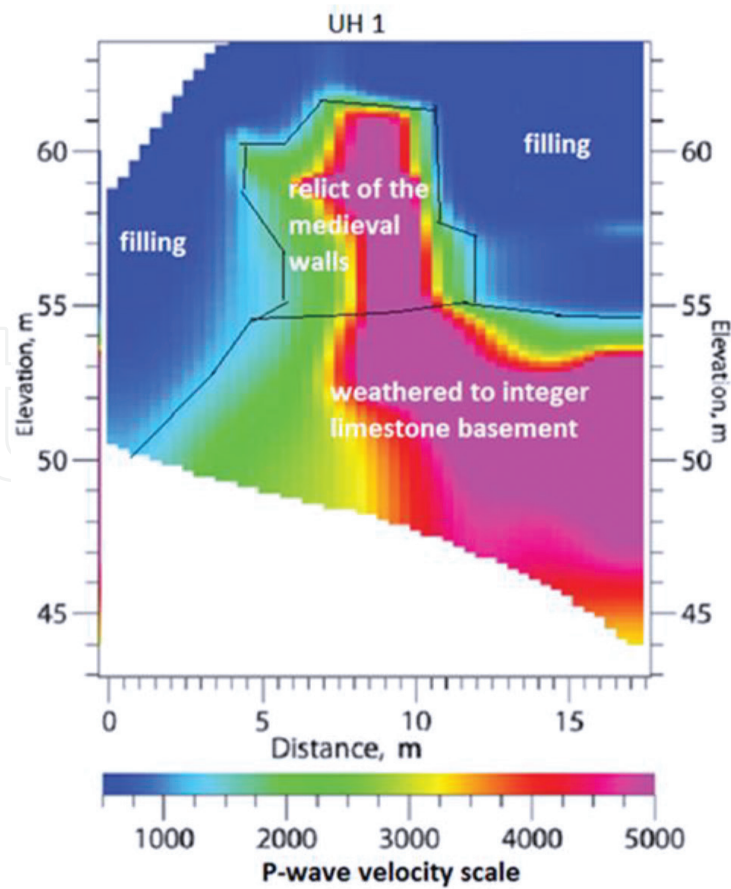 UH 1
60
55
50
45
Elevation, m
filling
relict of the
medieval
walls
filling
weathered to integer
limestone basement
60
55
50
45
Elevation, m
0 5 10 15
Distance, m
1000 2000 3000 4000 5000
P-wave velocity scale